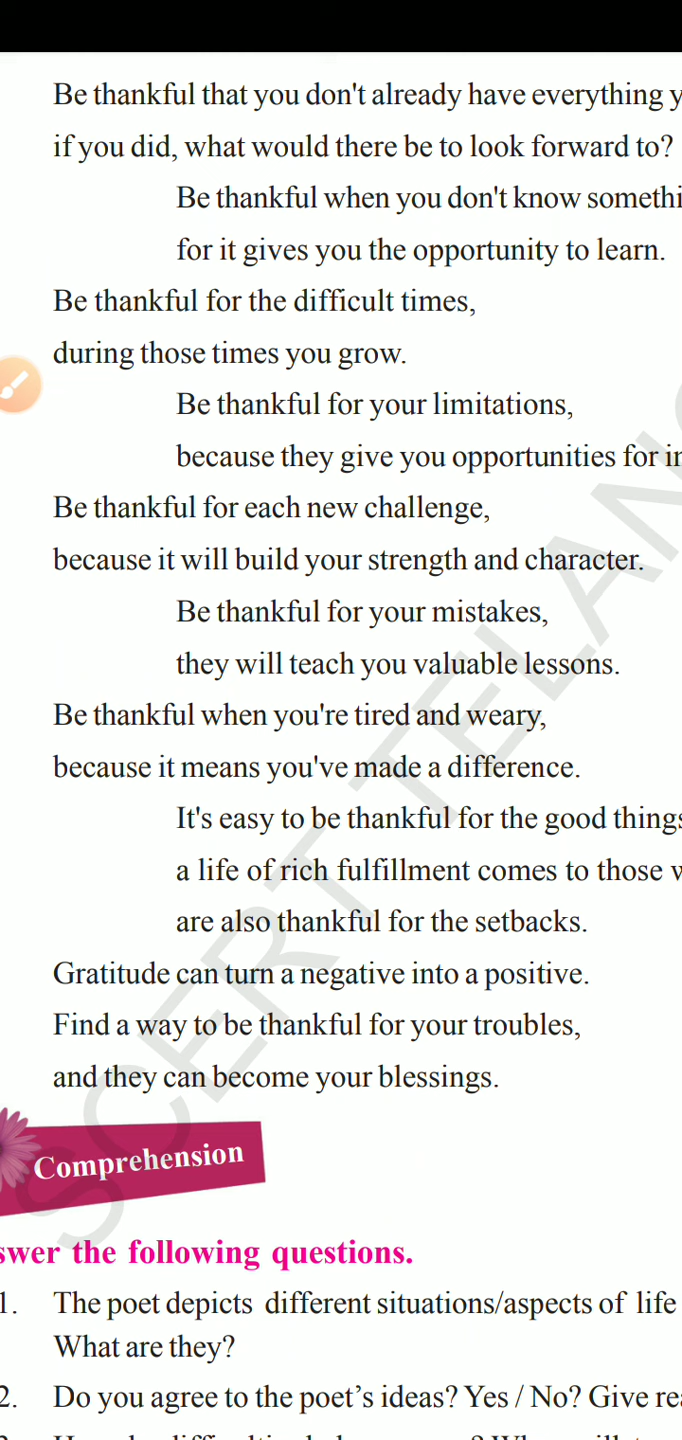 Be thankful that you don't already have everything
if you did, what would there be to look forward to?
Be thankful when you don't know
for it gives you the opportunity to learn.
Be thankful for the difficult times,
during those times you grow.
Be thankful for your limitations,
because they give you opportunities for
Be thankful for each new challenge,
because it will build your strength and character.
Be thankful for your mistakes,
they will teach you valuable lessons.
Be thankful when you're tired and weary,
because it means you've made a difference.
It's easy to be thankful for the good
a life of rich fulfillment comes to those
are also thankful for the setbacks.
Gratitude can turn a negative into a positive.
Find a way to be thankful for your troubles,
and they can become your blessings.
SCERT
Comprehension
the following questions.
1. The poet depicts different situations/aspects of life
What are they?
2. Do you agree to the poet's ideas? Yes / No? Give